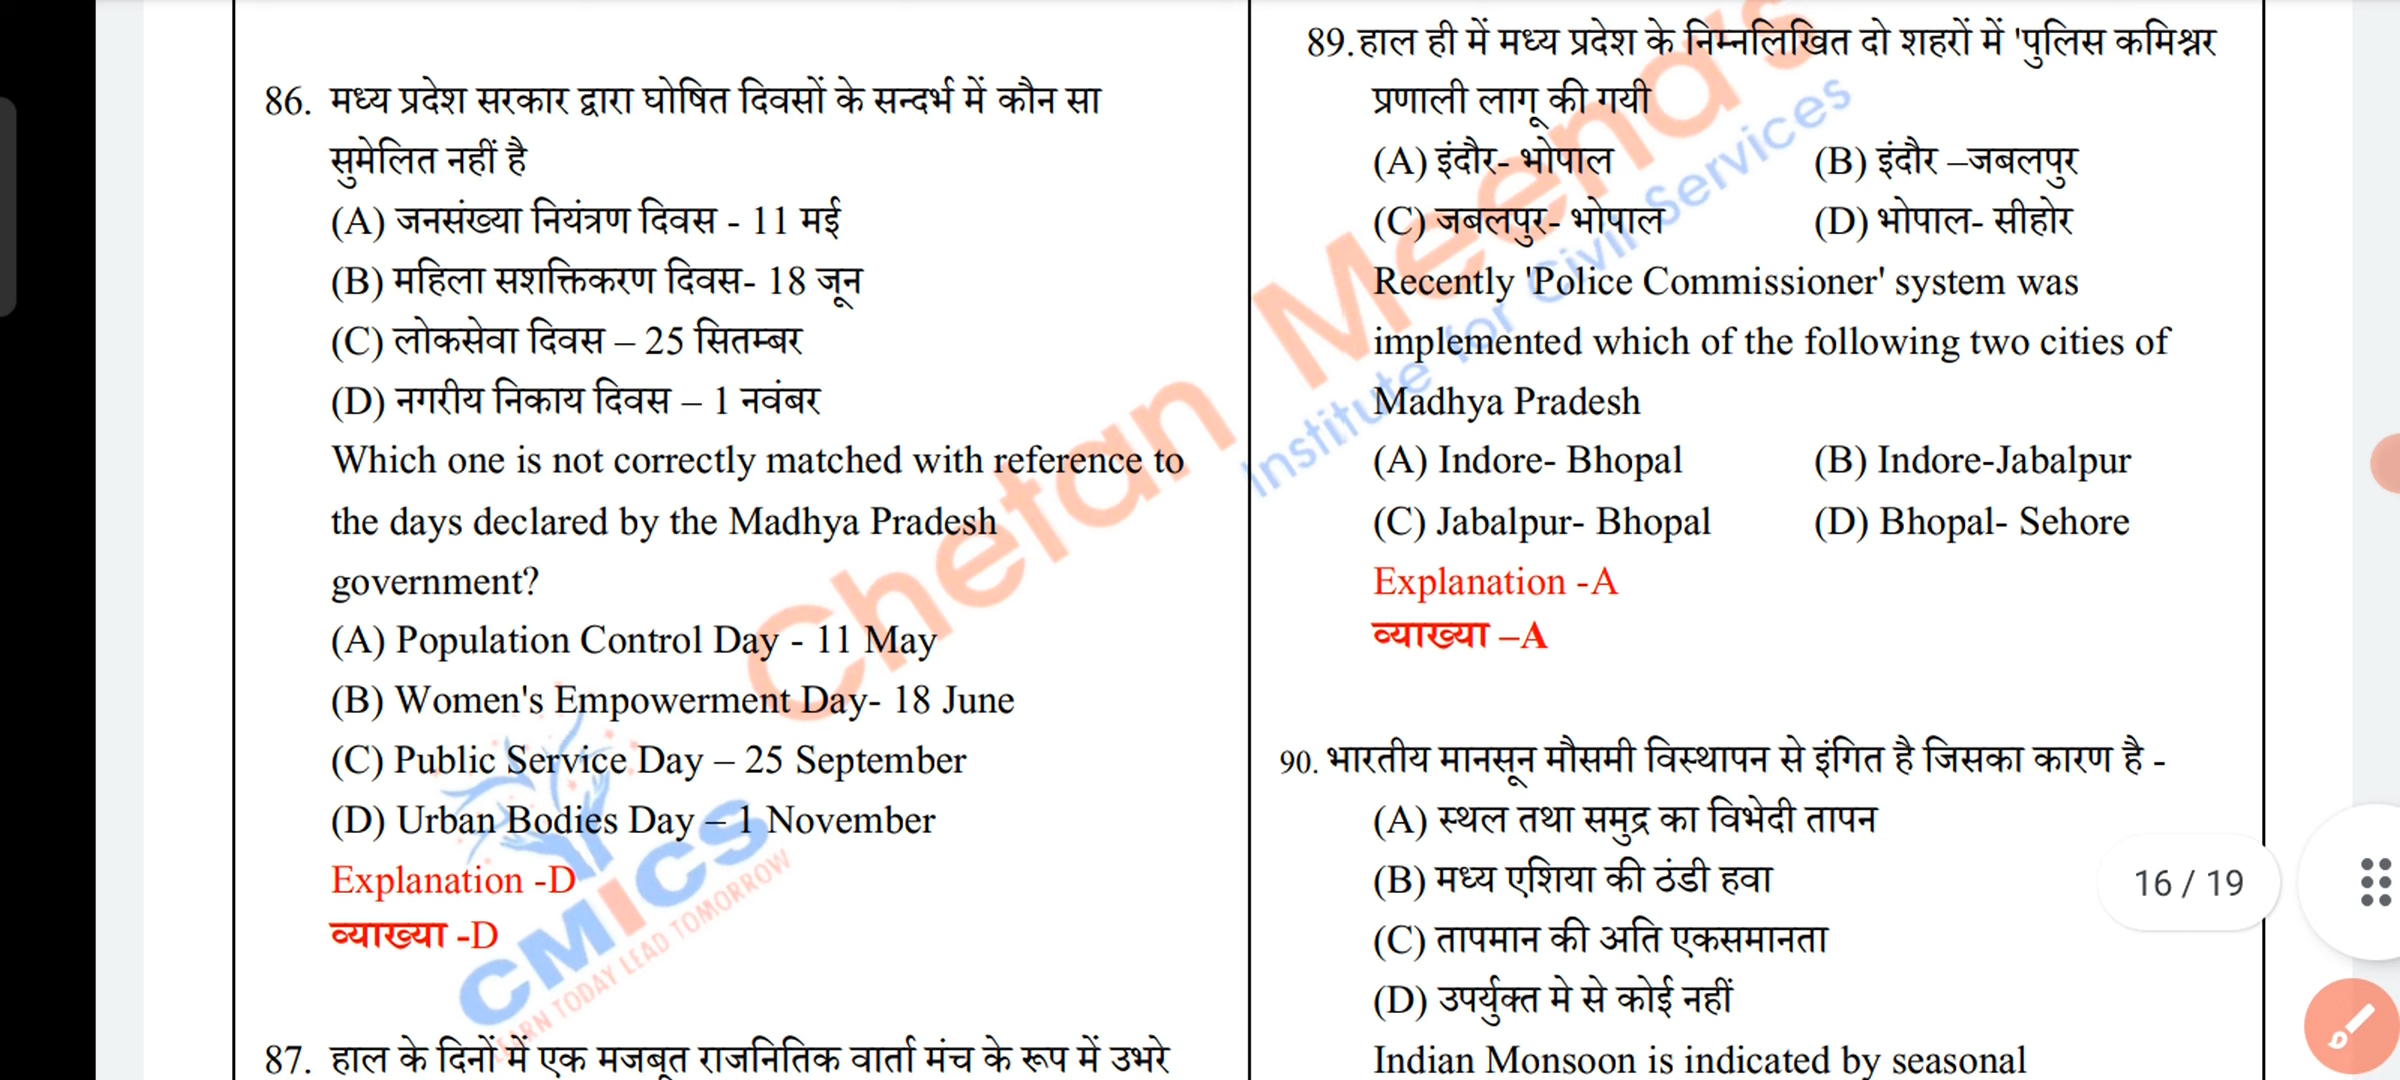 86. मध्य प्रदेश सरकार द्वारा घोषित दिवसों के सन्दर्भ में कौन सा
सुमेलित नहीं है
(A) जनसंख्या नियंत्रण दिवस - 11 मई
(B) महिला सशक्तिकरण दिवस- 18 जून
(C) लोकसेवा दिवस – 25 सितम्बर
(D) नगरीय निकाय दिवस – 1 नवंबर
Which one is not correctly matched with reference to
the days declared by the Madhya Pradesh
government?
(A) Population Control Day - 11 May
(B) Women's Empowerment Day- 18 June
(C) Public Service Day – 25 September
(D) Urban Bodies Day – 1 November
Explanation -D
व्याख्या -D
87. हाल के दिनों में एक मजबूत राजनितिक वार्ता मंच के रूप में उभरे
89. हाल ही में मध्य प्रदेश के निम्नलिखित दो शहरों में 'पुलिस कमिश्नर
प्रणाली लागू की गयी
(A) इंदौर- भोपाल (B) इंदौर –जबलपुर
(C) जबलपुर- भोपाल (D) भोपाल- सीहोर
Recently 'Police Commissioner' system was
implemented which of the following two cities of
Madhya Pradesh
(A) Indore- Bhopal (B) Indore-Jabalpur
(C) Jabalpur- Bhopal (D) Bhopal- Sehore
Explanation -A
व्याख्या –A
90. भारतीय मानसून मौसमी विस्थापन से इंगित है जिसका कारण है -
(A) स्थल तथा समुद्र का विभेदी तापन
(B) मध्य एशिया की ठंडी हवा
(C) तापमान की अति एकसमानता
(D) उपर्युक्त मे से कोई नहीं
Indian Monsoon is indicated by seasonal
16 / 19
Chetan Meena's
Institute for Civil Services
CMICS
LEARN TODAY LEAD TOMORROW